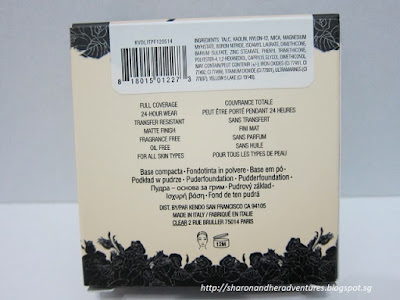 KVDLITPF120514
8 18015 01227 3
INGREDIENTS: TALC, KAOLIN, NYLON-12, MICA, MAGNESIUM
MYRISTATE, BORON NITRIDE, ISOAMYL LAURATE, DIMETHICONE,
BARIUM SULFATE, ZINC STEARATE, PHENYL TRIMETHICONE,
POLYESTER-4, 1,2 HEXANEDIOL, CAPRYLYL GLYCOL, DIMETHICONOL.
MAY CONTAIN/PEUT CONTENIR (+/-): IRON OXIDES (CI 77491, CI
77492, CI 77499), TITANIUM DIOXIDE (CI 77891), ULTRAMARINES (CI
77007), YELLOW 5 LAKE (CI 19140).
FULL COVERAGE
24-HOUR WEAR
TRANSFER RESISTANT
MATTE FINISH
FRAGRANCE FREE
OIL FREE
FOR ALL SKIN TYPES
COUVRANCE TOTALE
PEUT ÊTRE PORTÉ PENDANT 24 HEURES
SANS TRANSFERT
FINI MAT
SANS PARFUM
SANS HUILE
POUR TOUS LES TYPES DE PEAU
Base compacta • Fondotinta in polvere • Base em pó •
Podkład w pudrze • Puderfoundation • Pudderfoundation •
Пудра – основа за грим • Pudrový základ •
Ισχυρή βάση • Fond de ten pudră
DIST. BY/PAR KENDO SAN FRANCISCO CA 94105
MADE IN ITALY / FABRIQUÉ EN ITALIE
CLEAR 2 RUE BRULLER 75014 PARIS
12M
http://sharonandheradventures.blogspot.sg